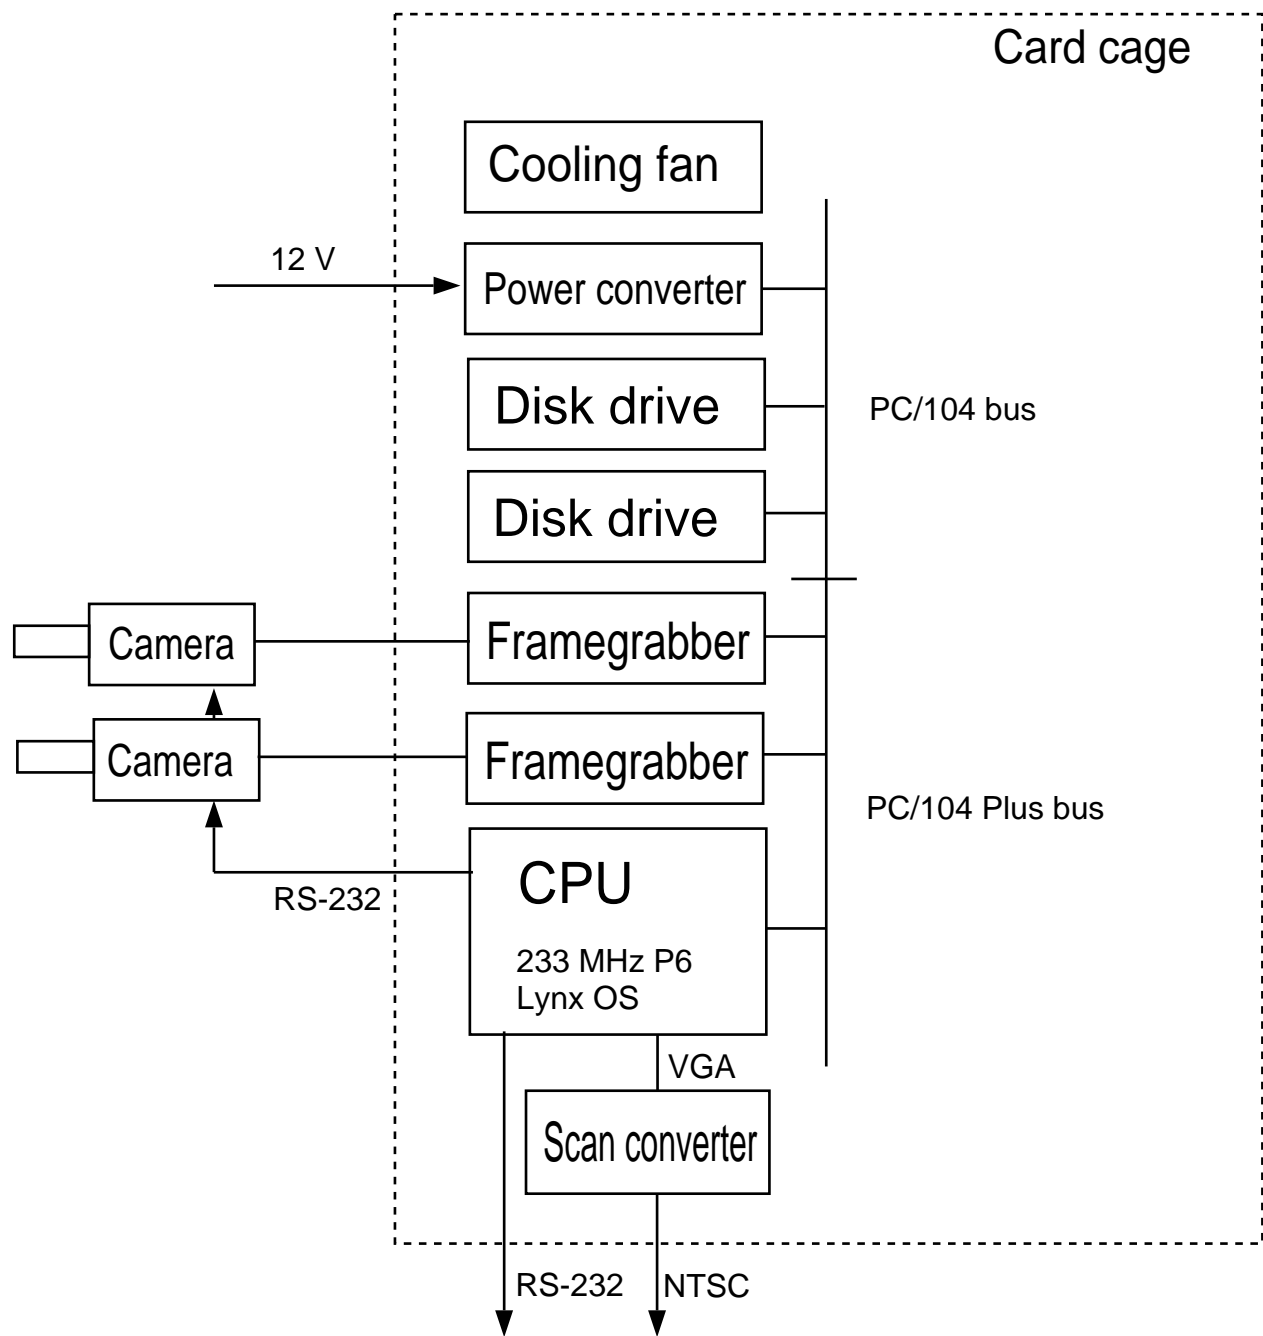 Card cage
Cooling fan
12 V
Power converter
Disk drive
PC/104 bus
Disk drive
Camera
Framegrabber
Camera
Framegrabber
PC/104 Plus bus
CPU
RS-232
233 MHz P6
Lynx OS
VGA
Scan converter
RS-232
NTSC